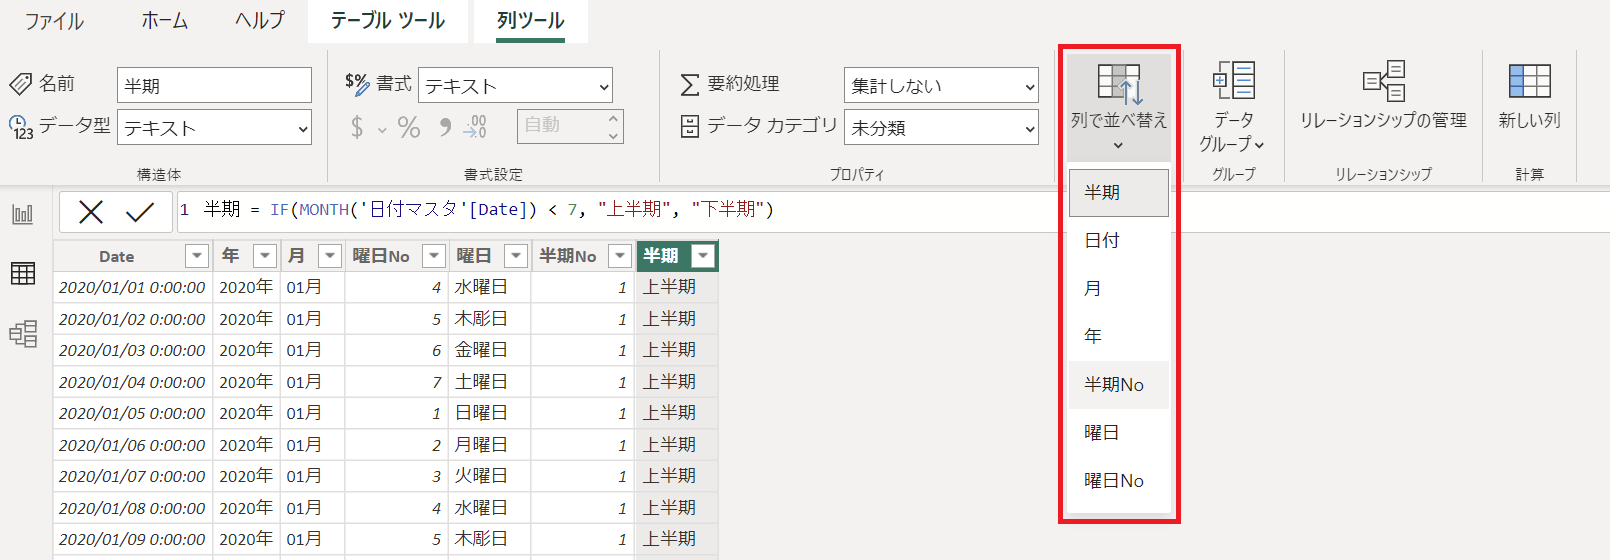 ファイル ホーム ヘルプ テーブル ツール 列ツール
名前 半期 $% 書式 テキスト Σ 要約処理 集計しない 列で並べ替え データ グループ リレーションシップの管理 新しい列
123 データ型 テキスト $ % 9 .00 →0 自動 データ カテゴリ 未分類
構造体 書式設定 プロパティ グループ リレーションシップ 計算
1 半期 = IF(MONTH('日付マスタ'[Date]) < 7, "上半期", "下半期")
半期
日付
月
年
半期No
曜日
曜日No
Date 年 月 曜日No 曜日 半期No 半期
2020/01/01 0:00:00 2020年 01月 4 水曜日 1 上半期
2020/01/02 0:00:00 2020年 01月 5 木彫日 1 上半期
2020/01/03 0:00:00 2020年 01月 6 金曜日 1 上半期
2020/01/04 0:00:00 2020年 01月 7 土曜日 1 上半期
2020/01/05 0:00:00 2020年 01月 1 日曜日 1 上半期
2020/01/06 0:00:00 2020年 01月 2 月曜日 1 上半期
2020/01/07 0:00:00 2020年 01月 3 火曜日 1 上半期
2020/01/08 0:00:00 2020年 01月 4 水曜日 1 上半期
2020/01/09 0:00:00 2020年 01月 5 木彫日 1 上半期